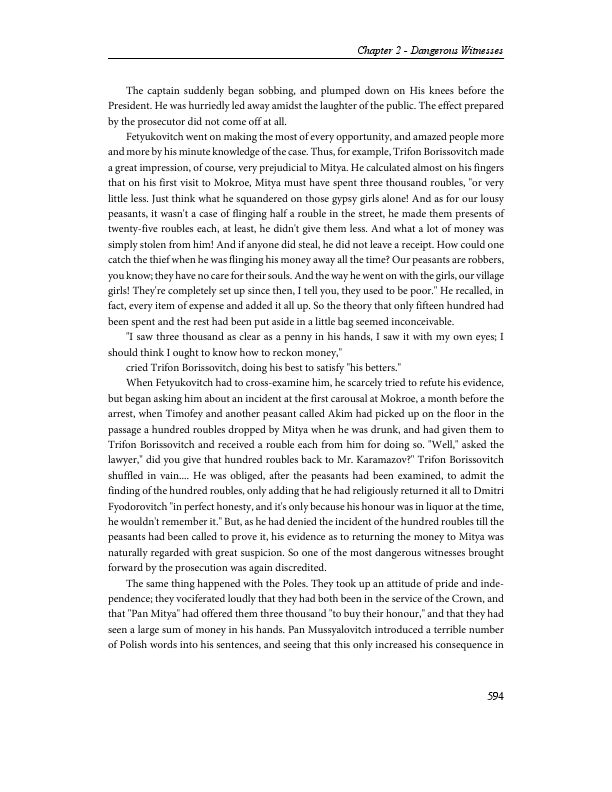 Chapter 2 - Dangerous Witnesses
The captain suddenly began sobbing, and plumped down on His knees before the
President. He was hurriedly led away amidst the laughter of the public. The effect prepared
by the prosecutor did not come off at all.
Fetyukovitch went on making the most of every opportunity, and amazed people more
and more by his minute knowledge of the case. Thus, for example, Trifon Borissovitch made
a great impression, of course, very prejudicial to Mitya. He calculated almost on his fingers
that on his first visit to Mokroe, Mitya must have spent three thousand roubles, "or very
little less. Just think what he squandered on those gypsy girls alone! And as for our lousy
peasants, it wasn't a case of flinging half a rouble in the street, he made them presents of
twenty-five roubles each, at least, he didn't give them less. And what a lot of money was
simply stolen from him! And if anyone did steal, he did not leave a receipt. How could one
catch the thief when he was flinging his money away all the time? Our peasants are robbers,
you know; they have no care for their souls. And the way he went on with the girls, our village
girls! They're completely set up since then, I tell you, they used to be poor." He recalled, in
fact, every item of expense and added it all up. So the theory that only fifteen hundred had
been spent and the rest had been put aside in a little bag seemed inconceivable.
"I saw three thousand as clear as a penny in his hands, I saw it with my own eyes; I
should think I ought to know how to reckon money,"
cried Trifon Borissovitch, doing his best to satisfy "his betters."
When Fetyukovitch had to cross-examine him, he scarcely tried to refute his evidence,
but began asking him about an incident at the first carousal at Mokroe, a month before the
arrest, when Timofey and another peasant called Akim had picked up on the floor in the
passage a hundred roubles dropped by Mitya when he was drunk, and had given them to
Trifon Borissovitch and received a rouble each from him for doing so. "Well," asked the
lawyer," did you give that hundred roubles back to Mr. Karamazov?" Trifon Borissovitch
shuffled in vain.... He was obliged, after the peasants had been examined, to admit the
finding of the hundred roubles, only adding that he had religiously returned it all to Dmitri
Fyodorovitch "in perfect honesty, and it's only because his honour was in liquor at the time,
he wouldn't remember it." But, as he had denied the incident of the hundred roubles till the
peasants had been called to prove it, his evidence as to returning the money to Mitya was
naturally regarded with great suspicion. So one of the most dangerous witnesses brought
forward by the prosecution was again discredited.
The same thing happened with the Poles. They took up an attitude of pride and inde-
pendence; they vociferated loudly that they had both been in the service of the Crown, and
that "Pan Mitya" had offered them three thousand "to buy their honour," and that they had
seen a large sum of money in his hands. Pan Mussyalovitch introduced a terrible number
of Polish words into his sentences, and seeing that this only increased his consequence in
594